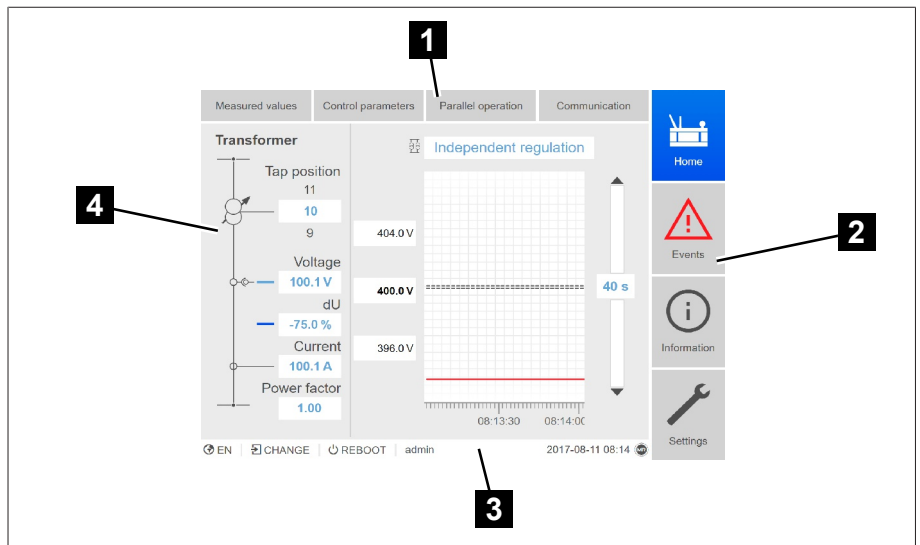 1
Measured values
Control parameters
Parallel operation
Communication
Home
Transformer
Independent regulation
Tap position
11
10
9
4
404.0 V
2
Events
Voltage
100.1 V
400.0 V
40 s
dU
-75.0 %
Information
Current
396.0 V
100.1 A
Power factor
1.00
08:13:30
08:14:00
Settings
EN
CHANGE
REBOOT
admin
2017-08-11 08:14
3